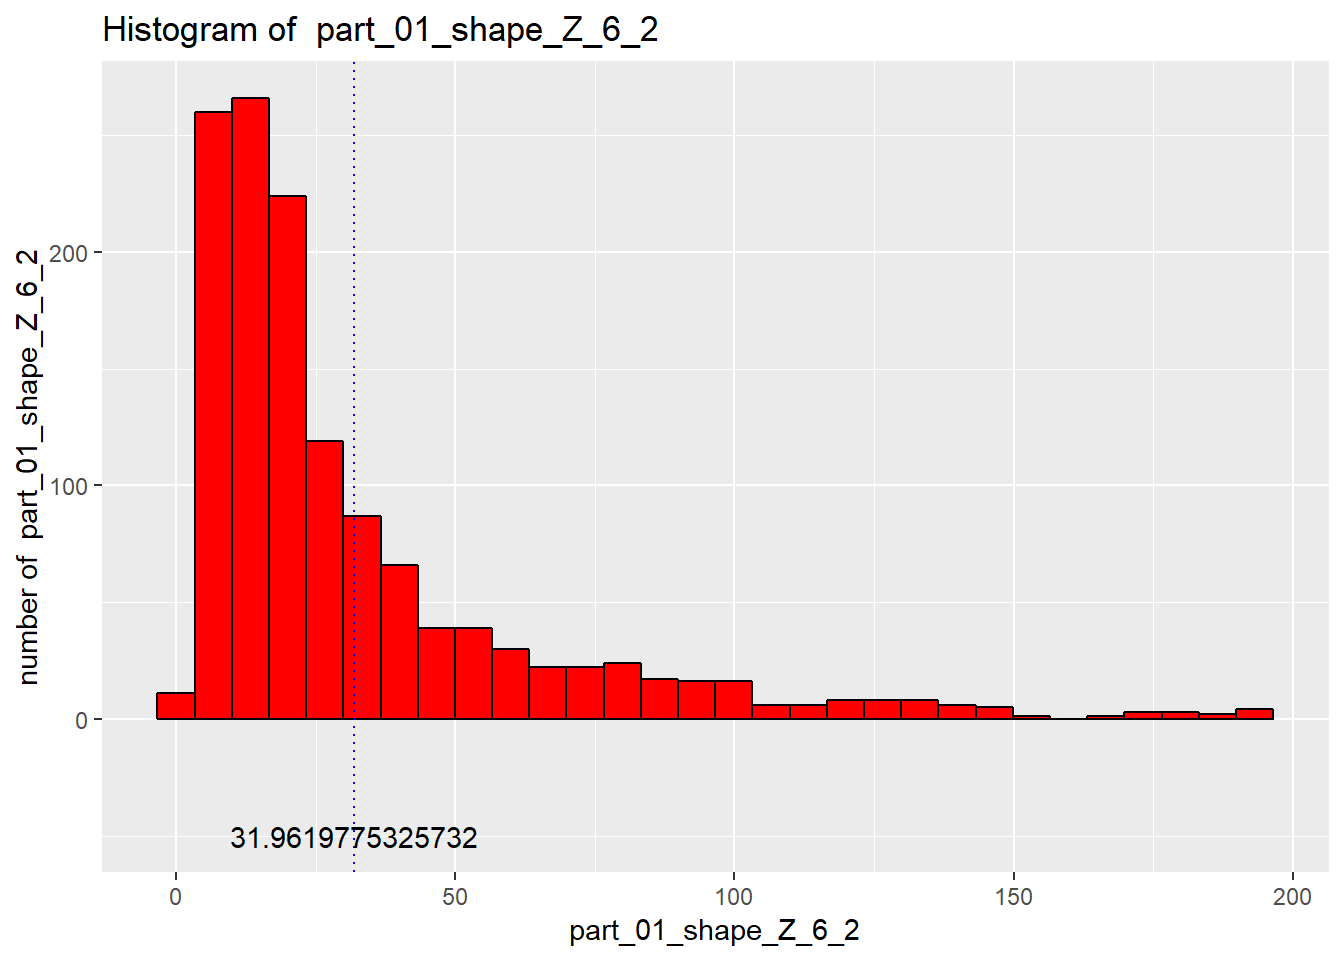 Histogram of  part_01_shape_Z_6_2
number of  part_01_shape_Z_6_2
200
100
0
31.9619775325732
0 50 100 150 200
part_01_shape_Z_6_2